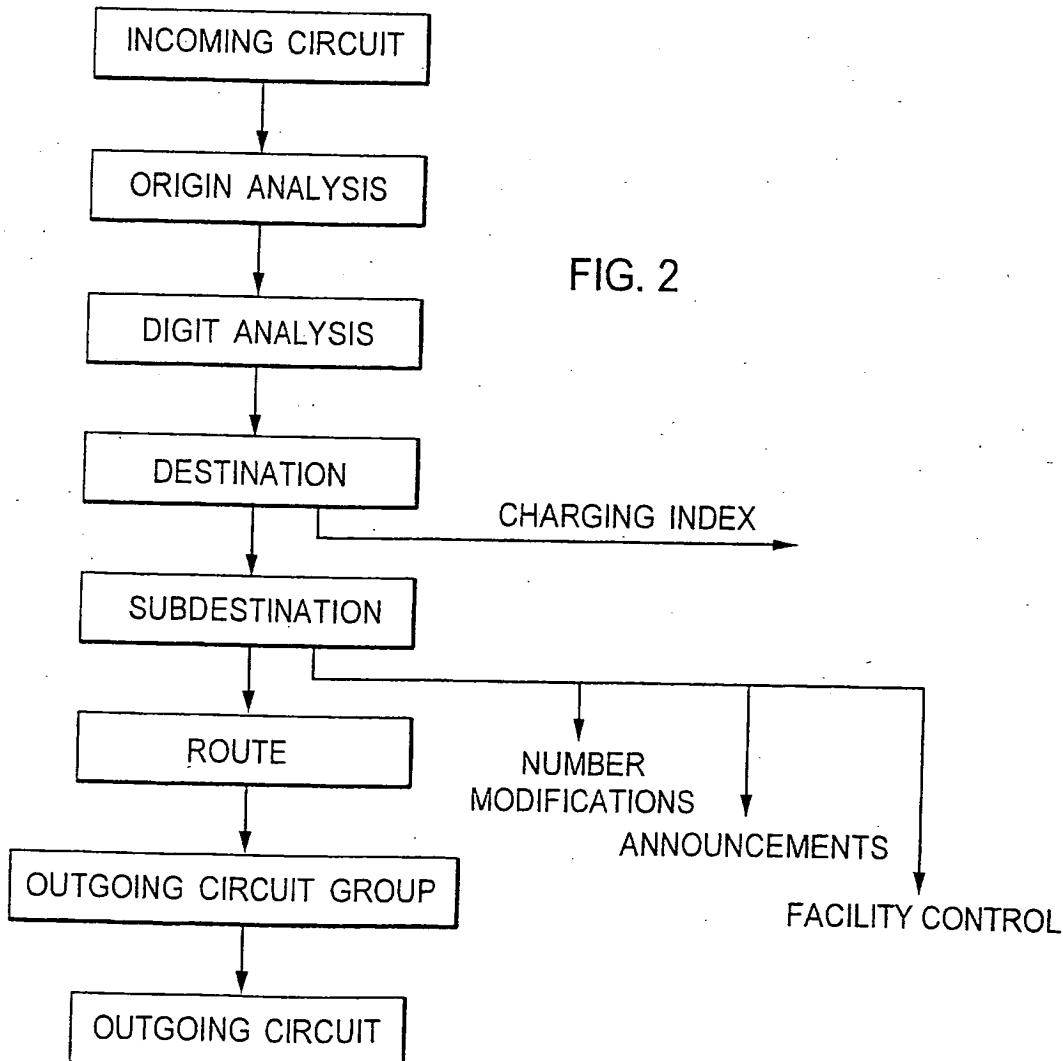 INCOMING CIRCUIT
ORIGIN ANALYSIS
FIG. 2
DIGIT ANALYSIS
DESTINATION
CHARGING INDEX
SUBDESTINATION
ROUTE
NUMBER
MODIFICATIONS
ANNOUNCEMENTS
OUTGOING CIRCUIT GROUP
FACILITY CONTROL
OUTGOING CIRCUIT